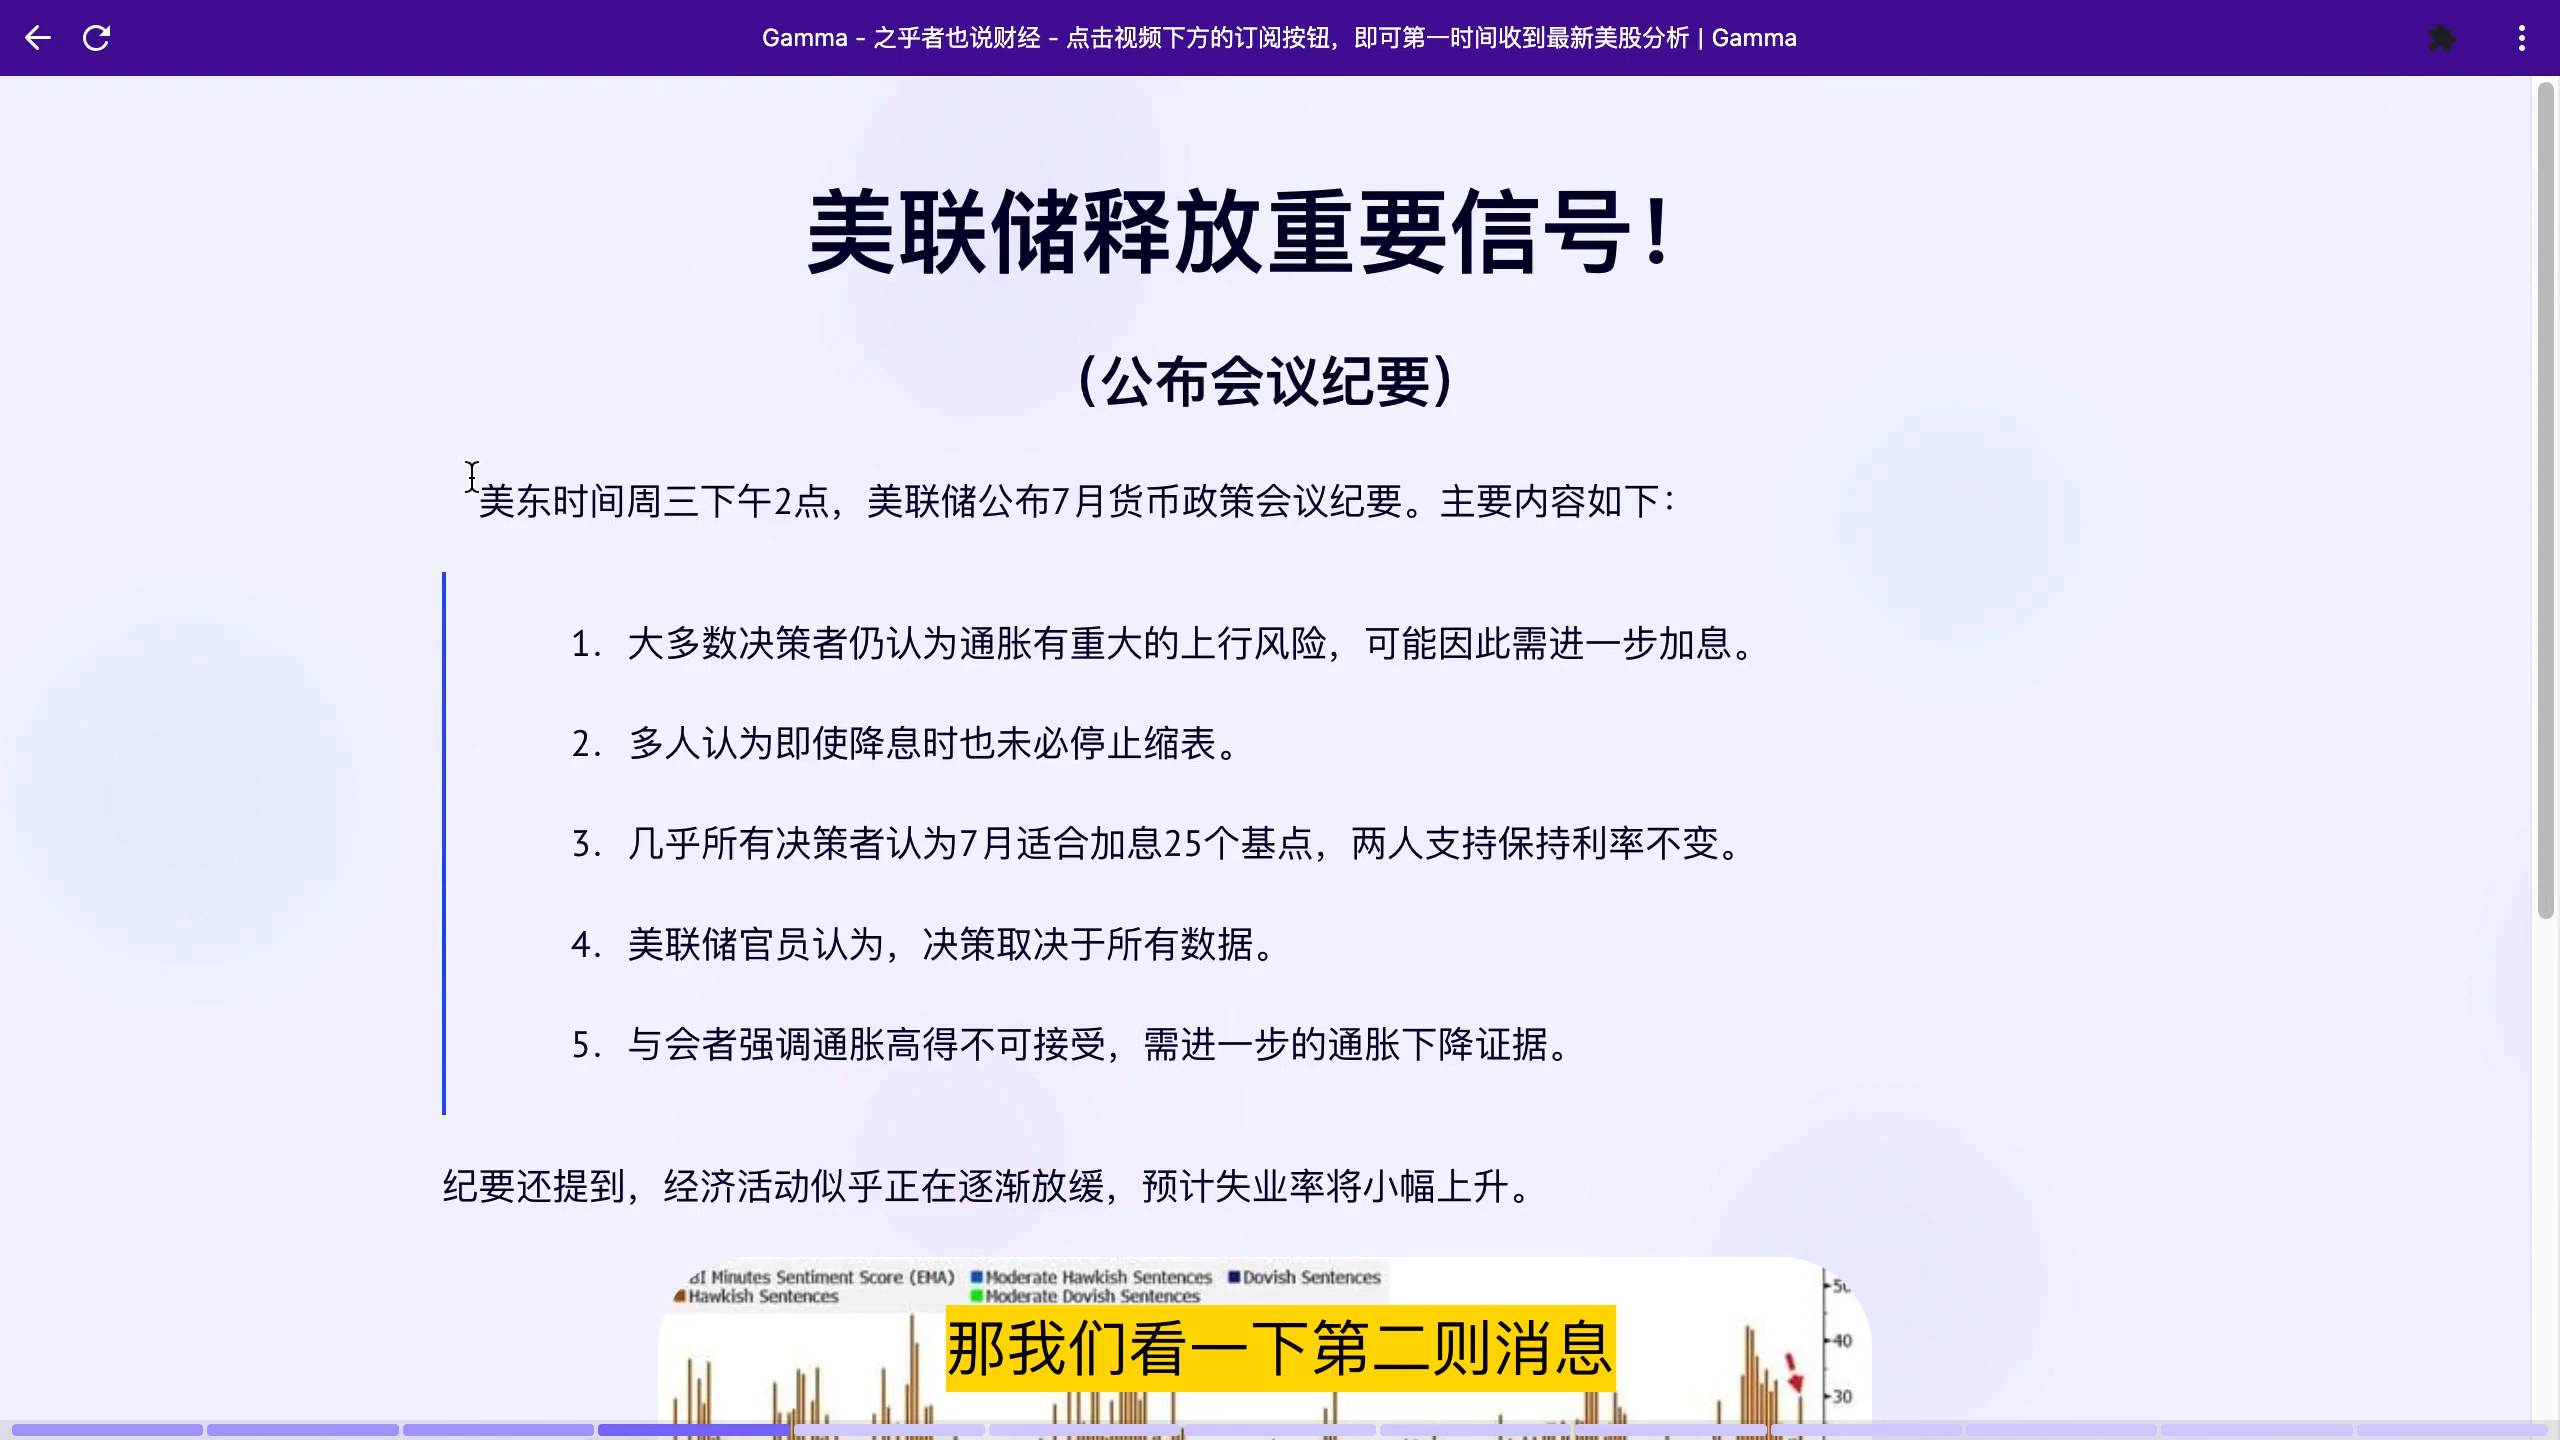 Gamma - 之乎者也说财经 - 点击视频下方的订阅按钮，即可第一时间收到最新美股分析 | Gamma
美联储释放重要信号！
（公布会议纪要）
美东时间周三下午2点，美联储公布7月货币政策会议纪要。主要内容如下：
1. 大多数决策者仍认为通胀有重大的上行风险，可能因此需进一步加息。
2. 多人认为即使降息时也未必停止缩表。
3. 几乎所有决策者认为7月适合加息25个基点，两人支持保持利率不变。
4. 美联储官员认为，决策取决于所有数据。
5. 与会者强调通胀高得不可接受，需进一步的通胀下降证据。
纪要还提到，经济活动似乎正在逐渐放缓，预计失业率将小幅上升。
Minutes Sentiment Score (EMA) Moderate Hawkish Sentences Dovish Sentences
Hawkish Sentences Moderate Dovish Sentences
40
30
那我们看一下第二则消息